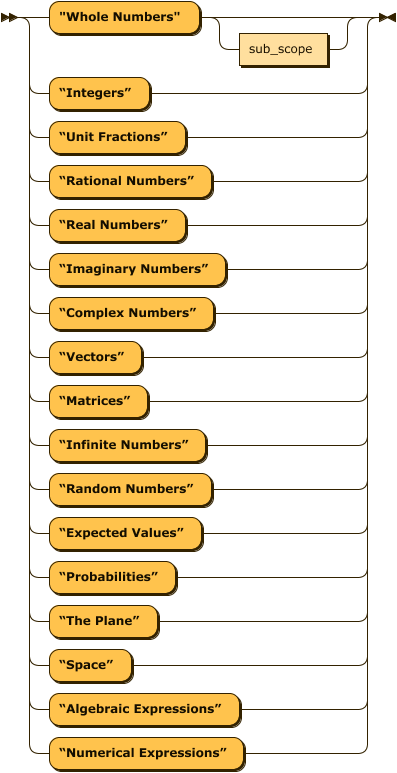 "Whole Numbers"
sub_scope
“Integers”
“Unit Fractions”
“Rational Numbers”
“Real Numbers”
“Imaginary Numbers”
“Complex Numbers”
“Vectors”
“Matrices”
“Infinite Numbers”
“Random Numbers”
“Expected Values”
“Probabilities”
“The Plane”
“Space”
“Algebraic Expressions”
“Numerical Expressions”